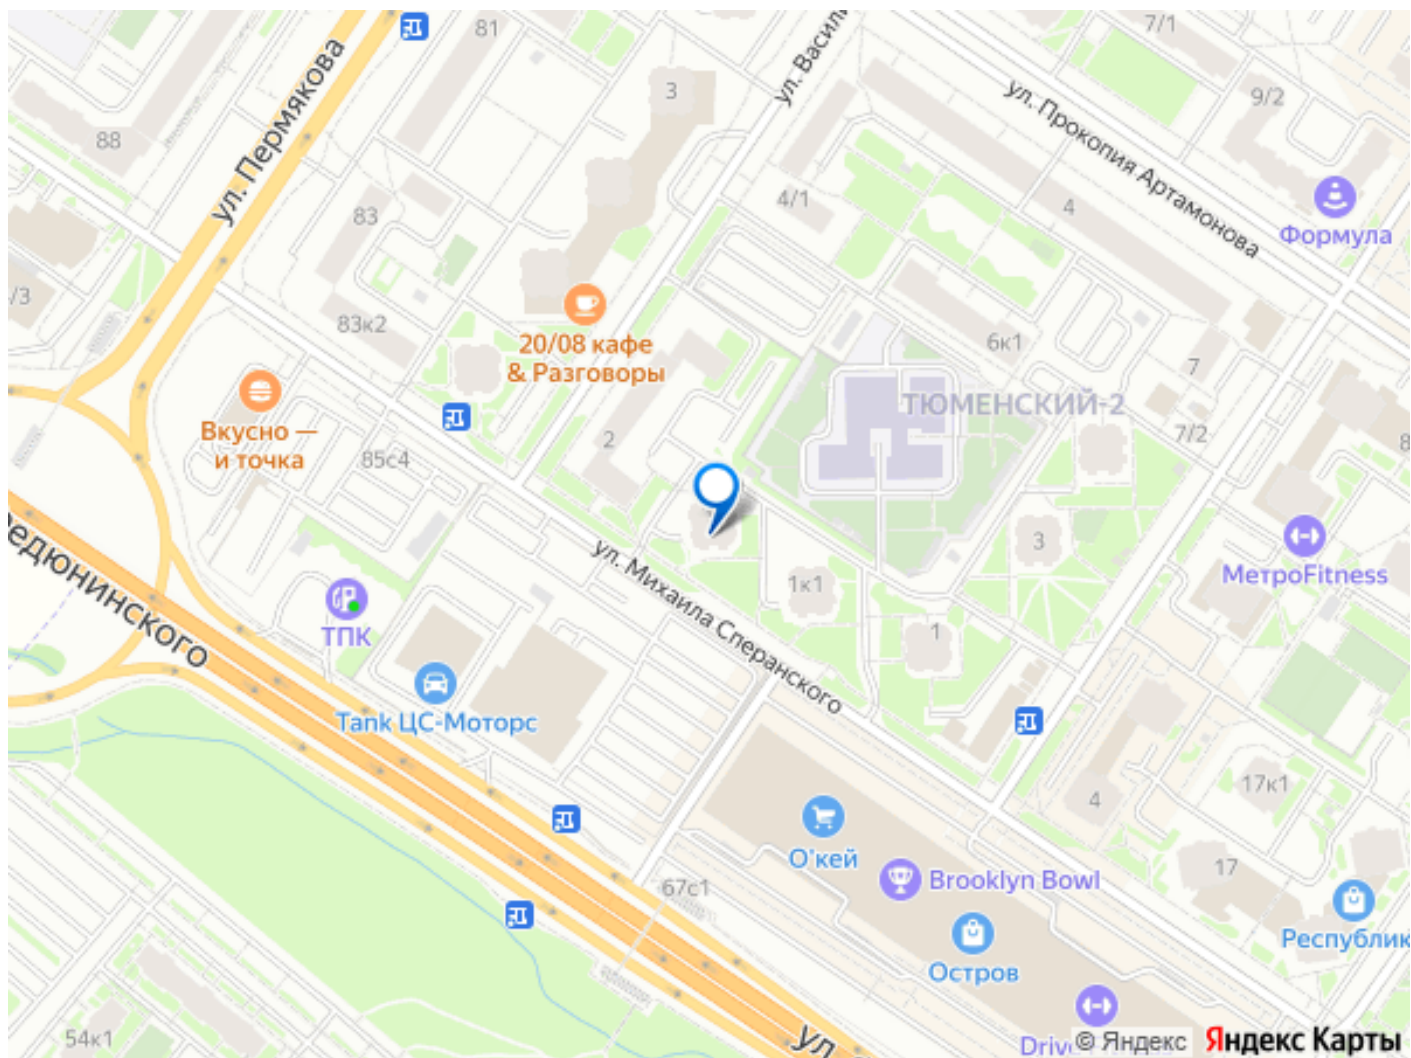 81
7/1
ул. Васили
3
9/2
ул. Пермякова
88
ул. Прокопия Артамонова
4/1
4
83
Формула
/3
83к2
20/08 кафе
& Разговоры
6к1
7
ТЮМЕНСКИЙ-2
Вкусно —
и точка
85с4
2
7/2
8
едюнинского
3
МетроFitness
ул. Михаила Сперанского
1к1
ТПК
1
Tank ЦС-Моторс
17к1
4
О'кей
17
67с1
Brooklyn Bowl
Республик
Остров
54к1
ул
Driv
© Яндекс
Яндекс Карты